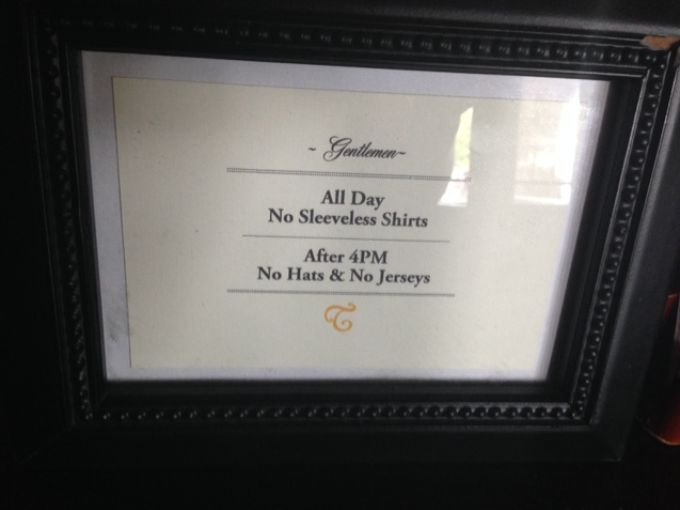 ~ Gentlemen ~
All Day
No Sleeveless Shirts
After 4PM
No Hats & No Jerseys
T